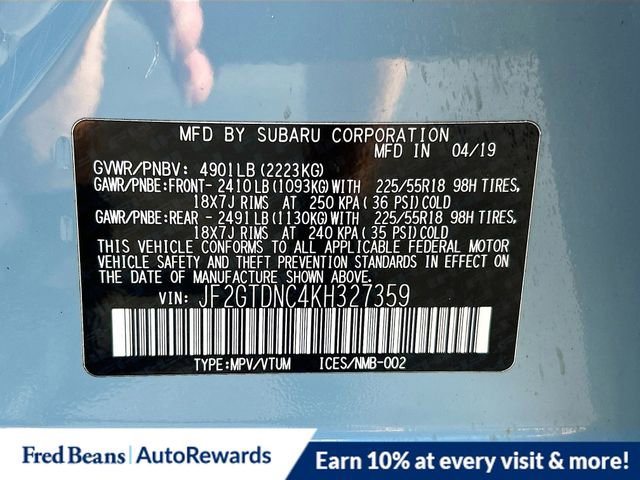 MFD BY SUBARU CORPORATION
MFD IN 04/19
GVWR/PNBV: 4901LB (2223KG)
GAWR/PNBE:FRONT- 2410LB (1093KG) WITH 225/55R18 98H TIRES,
18X7J RIMS AT 250 KPA (36 PSI) COLD
GAWR/PNBE:REAR - 2491LB (1130KG) WITH 225/55R18 98H TIRES,
18X7J RIMS AT 240 KPA (35 PSI) COLD
THIS VEHICLE CONFORMS TO ALL APPLICABLE FEDERAL MOTOR
VEHICLE SAFETY AND THEFT PREVENTION STANDARDS IN EFFECT ON
THE DATE OF MANUFACTURE SHOWN ABOVE.
VIN: JF2GTDNC4KH327359
TYPE:MPV/VTUM ICES/NMB-002
Fred Beans | AutoRewards
Earn 10% at every visit & more!